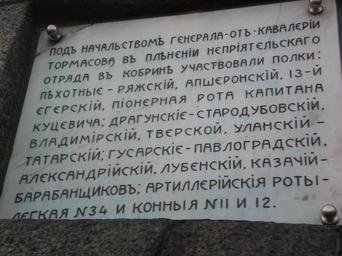 Подъ начальствомъ генерала-отъ-кавалеріи
Тормасова въ плѣненіи непріятельскаго
отряда въ Кобринѣ участвовали полки:
пѣхотные-Ряжскій, Апшеронскій, 13-й
егерскій, піонерная рота капитана
Куцевича; драгунскіе-Стародубовскій,
Владимірскій, Тверской, уланскій-
Татарскій; гусарскіе-Павлоградскій,
Александрійскій, Лубенскій, казачій-
Барабанщиковъ; артиллерійскія роты-
легкая №34 и конныя №11 и 12.